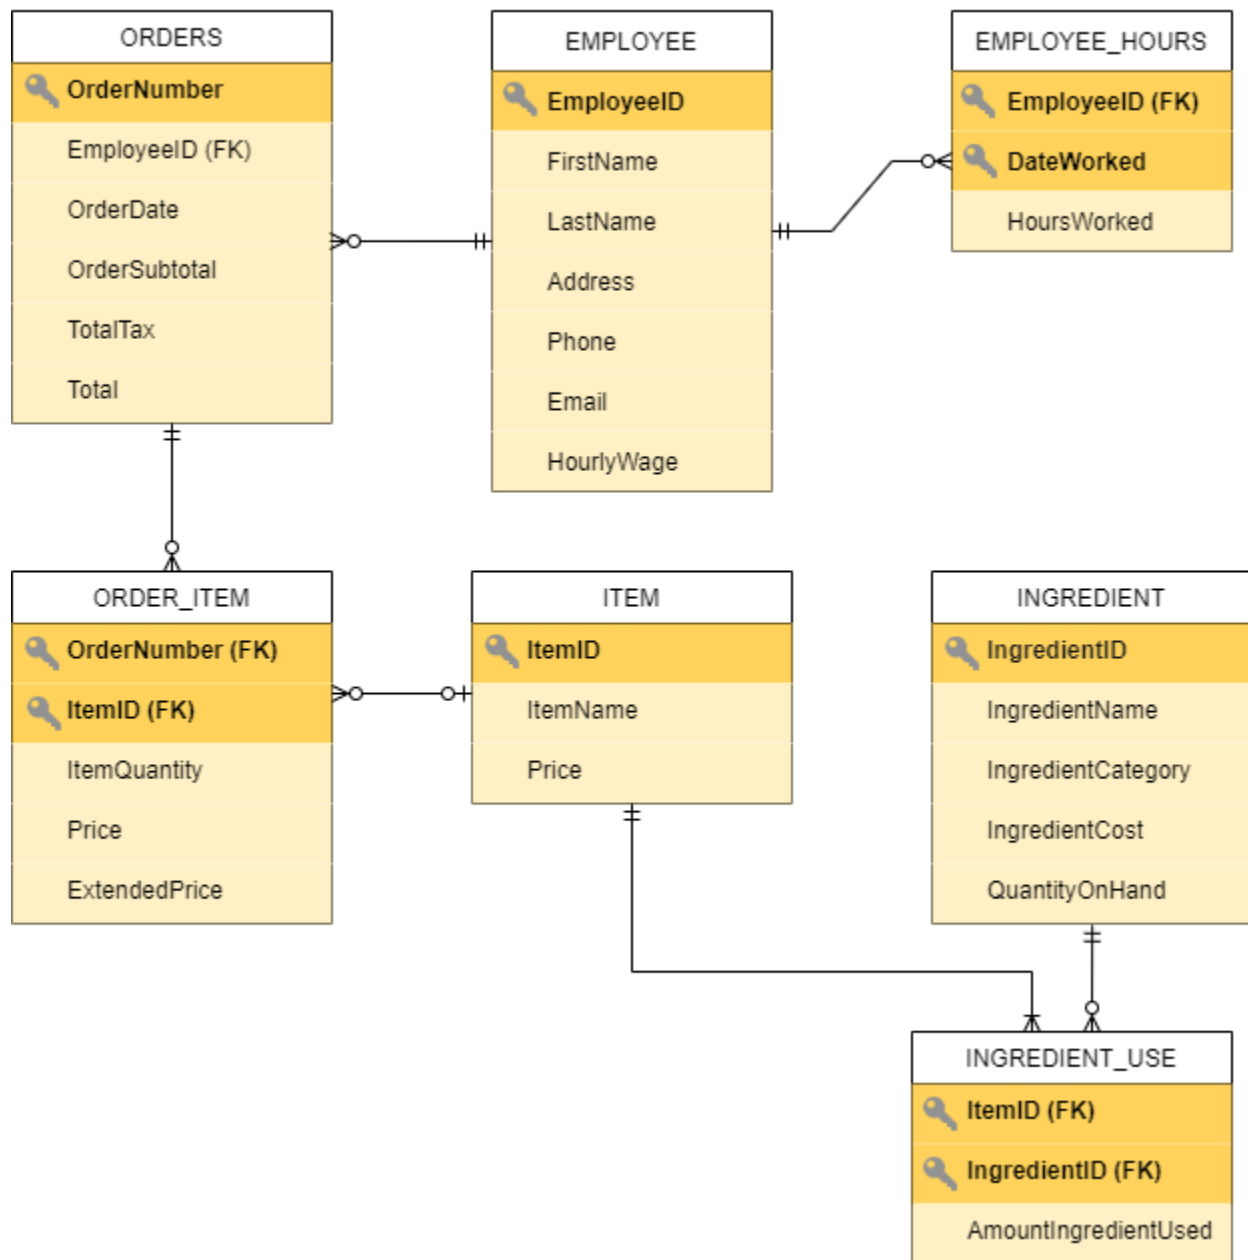 ORDERS
OrderNumber
EmployeeID (FK)
OrderDate
OrderSubtotal
TotalTax
Total
EMPLOYEE
EmployeeID
FirstName
LastName
Address
Phone
Email
HourlyWage
EMPLOYEE_HOURS
EmployeeID (FK)
DateWorked
HoursWorked
ORDER_ITEM
OrderNumber (FK)
ItemID (FK)
ItemQuantity
Price
ExtendedPrice
ITEM
ItemID
ItemName
Price
INGREDIENT
IngredientID
IngredientName
IngredientCategory
IngredientCost
QuantityOnHand
INGREDIENT_USE
ItemID (FK)
IngredientID (FK)
AmountIngredientUsed